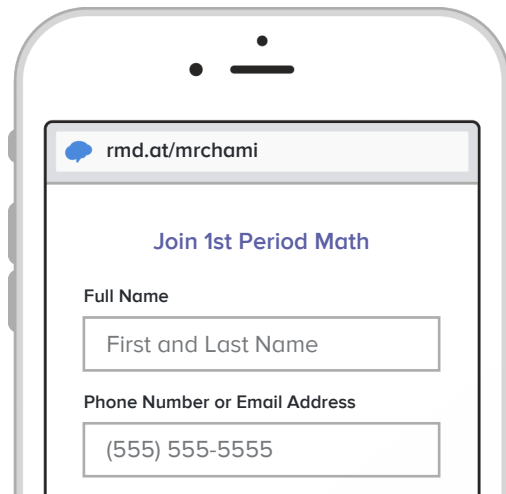 rmd.at/mrchami
Join 1st Period Math
Full Name
First and Last Name
Phone Number or Email Address
(555) 555-5555